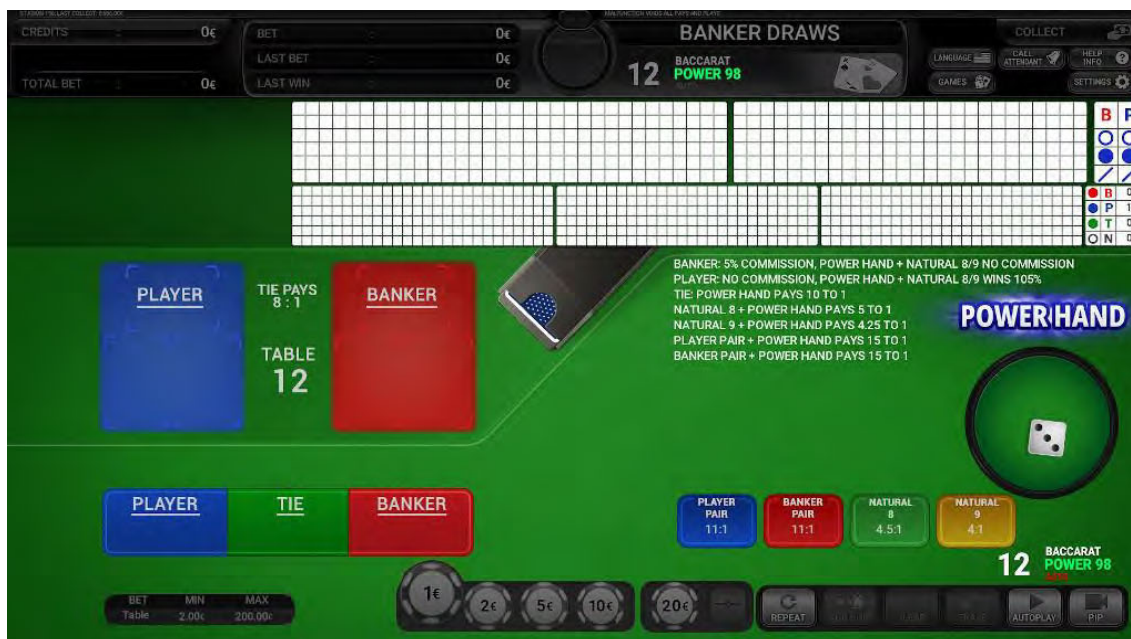 MALFUNCTION VOIDS ALL PAYS AND PLAYS
CREDITS : 0€
BET : 0€
LAST BET : 0€
LAST WIN : 0€
TOTAL BET : 0€
BANKER DRAWS
12 BACCARAT
POWER 98
COLLECT
LANGUAGE
CALL ATTENDANT
HELP INFO
GAMES
SETTINGS
B P
B
P
T
N
PLAYER
TIE PAYS
8 : 1
BANKER
TABLE
12
BANKER: 5% COMMISSION, POWER HAND + NATURAL 8/9 NO COMMISSION
PLAYER: NO COMMISSION, POWER HAND + NATURAL 8/9 WINS 105%
TIE: POWER HAND PAYS 10 TO 1
NATURAL 8 + POWER HAND PAYS 5 TO 1
NATURAL 9 + POWER HAND PAYS 4.25 TO 1
PLAYER PAIR + POWER HAND PAYS 15 TO 1
BANKER PAIR + POWER HAND PAYS 15 TO 1
POWER HAND
PLAYER TIE BANKER
PLAYER PAIR 11:1
BANKER PAIR 11:1
NATURAL 8 4.5:1
NATURAL 9 4:1
12 BACCARAT
POWER 98
BET MIN MAX
Table 2.00€ 200.00€
1€ 2€ 5€ 10€ 20€
REPEAT
AUTOPLAY
PIP